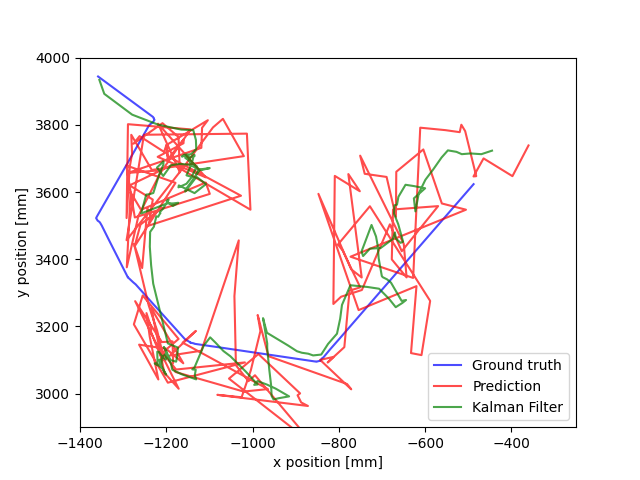 4000
3800
3600
3400
3200
3000
y position [mm]
−1400 −1200 −1000 −800 −600 −400
x position [mm]
Ground truth
Prediction
Kalman Filter